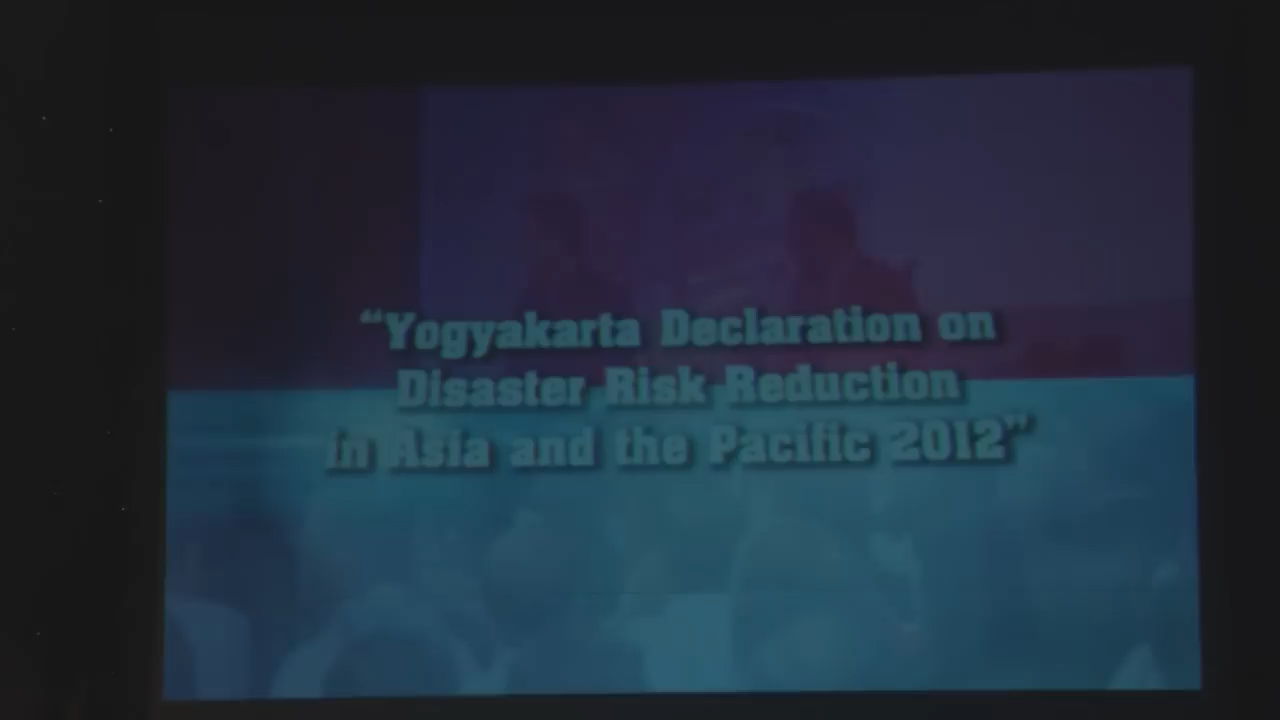 “Yogyakarta Declaration on
Disaster Risk Reduction
in Asia and the Pacific 2012”